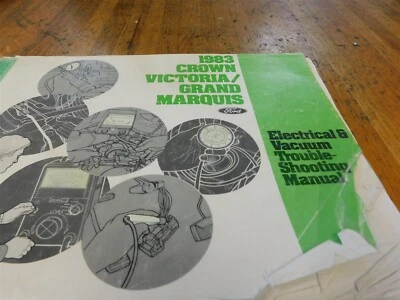 1983
CROWN
VICTORIA/
GRAND
MARQUIS
Ford
Electrical &
Vacuum
Trouble-
Shooting
Manual